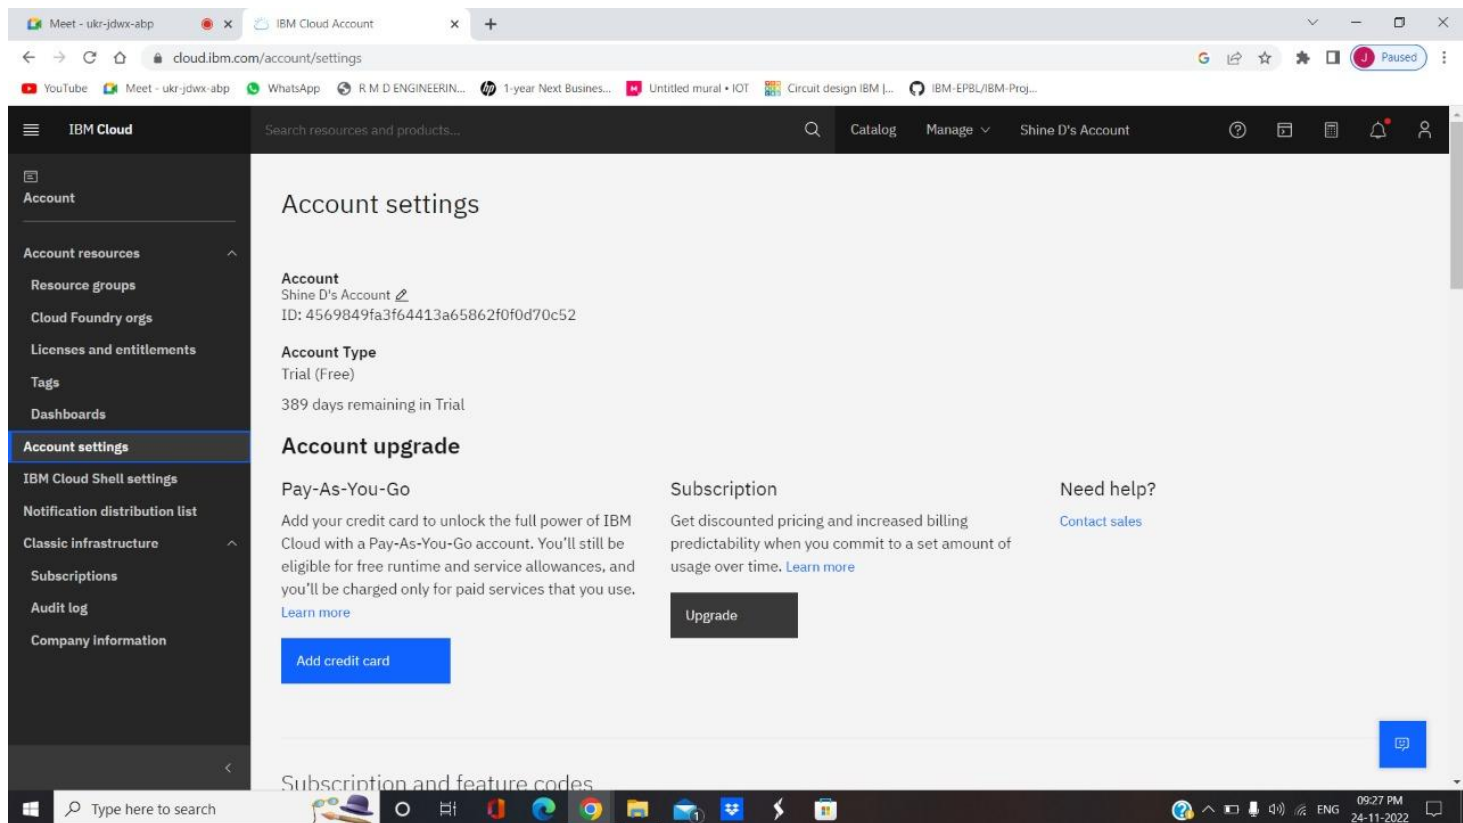 Meet - ukr-jdwx-abp
IBM Cloud Account
cloud.ibm.com/account/settings
Paused
YouTube
Meet - ukr-jdwx-abp
WhatsApp
R M D ENGINEERIN...
1-year Next Busines...
Untitled mural • IOT
Circuit design IBM |...
IBM-EPBL/IBM-Proj...
IBM Cloud
Search resources and products...
Catalog
Manage
Shine D's Account
Account
Account resources
Resource groups
Cloud Foundry orgs
Licenses and entitlements
Tags
Dashboards
Account settings
IBM Cloud Shell settings
Notification distribution list
Classic infrastructure
Subscriptions
Audit log
Company information
Account settings
Account
Shine D's Account
ID: 4569849fa3f64413a65862f0f0d70c52
Account Type
Trial (Free)
389 days remaining in Trial
Account upgrade
Pay-As-You-Go
Add your credit card to unlock the full power of IBM
Cloud with a Pay-As-You-Go account. You'll still be
eligible for free runtime and service allowances, and
you'll be charged only for paid services that you use.
Learn more
Add credit card
Subscription
Get discounted pricing and increased billing
predictability when you commit to a set amount of
usage over time. Learn more
Upgrade
Need help?
Contact sales
Subscription and feature codes
Type here to search
ENG
09:27 PM
24-11-2022